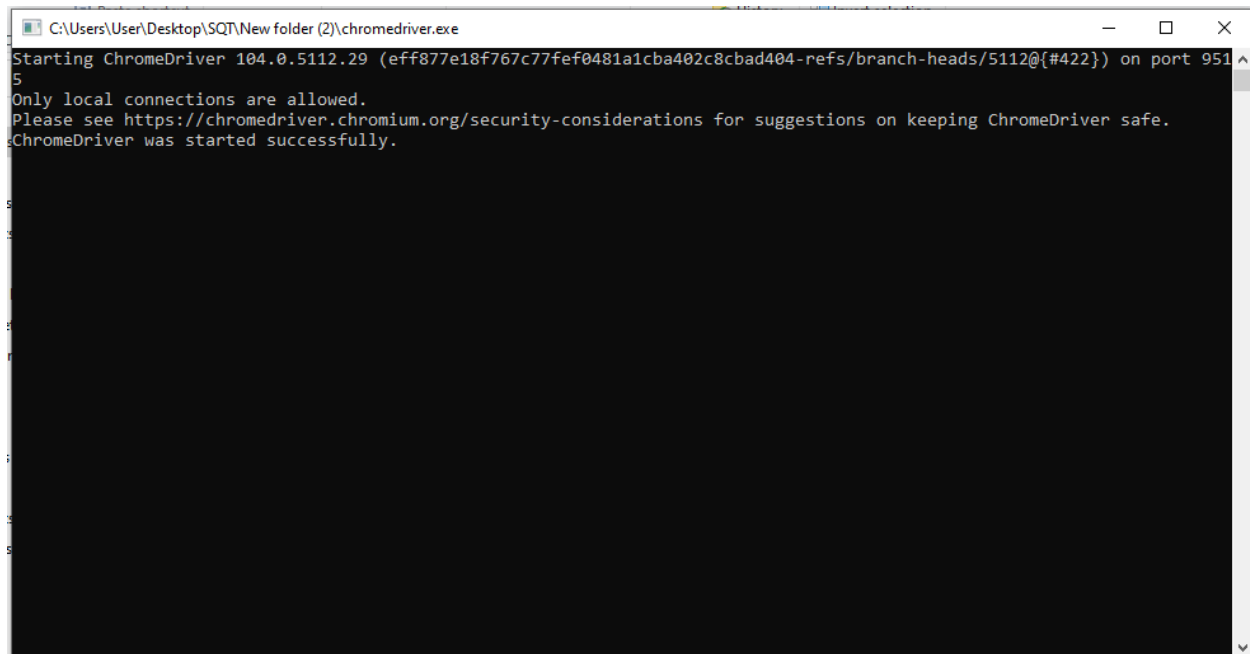 C:\Users\User\Desktop\SQT\New folder (2)\chromedriver.exe
Starting ChromeDriver 104.0.5112.29 (eff877e18f767c77fef0481a1cba402c8cbad404-refs/branch-heads/5112@{#422}) on port 951
5
Only local connections are allowed.
Please see https://chromedriver.chromium.org/security-considerations for suggestions on keeping ChromeDriver safe.
ChromeDriver was started successfully.